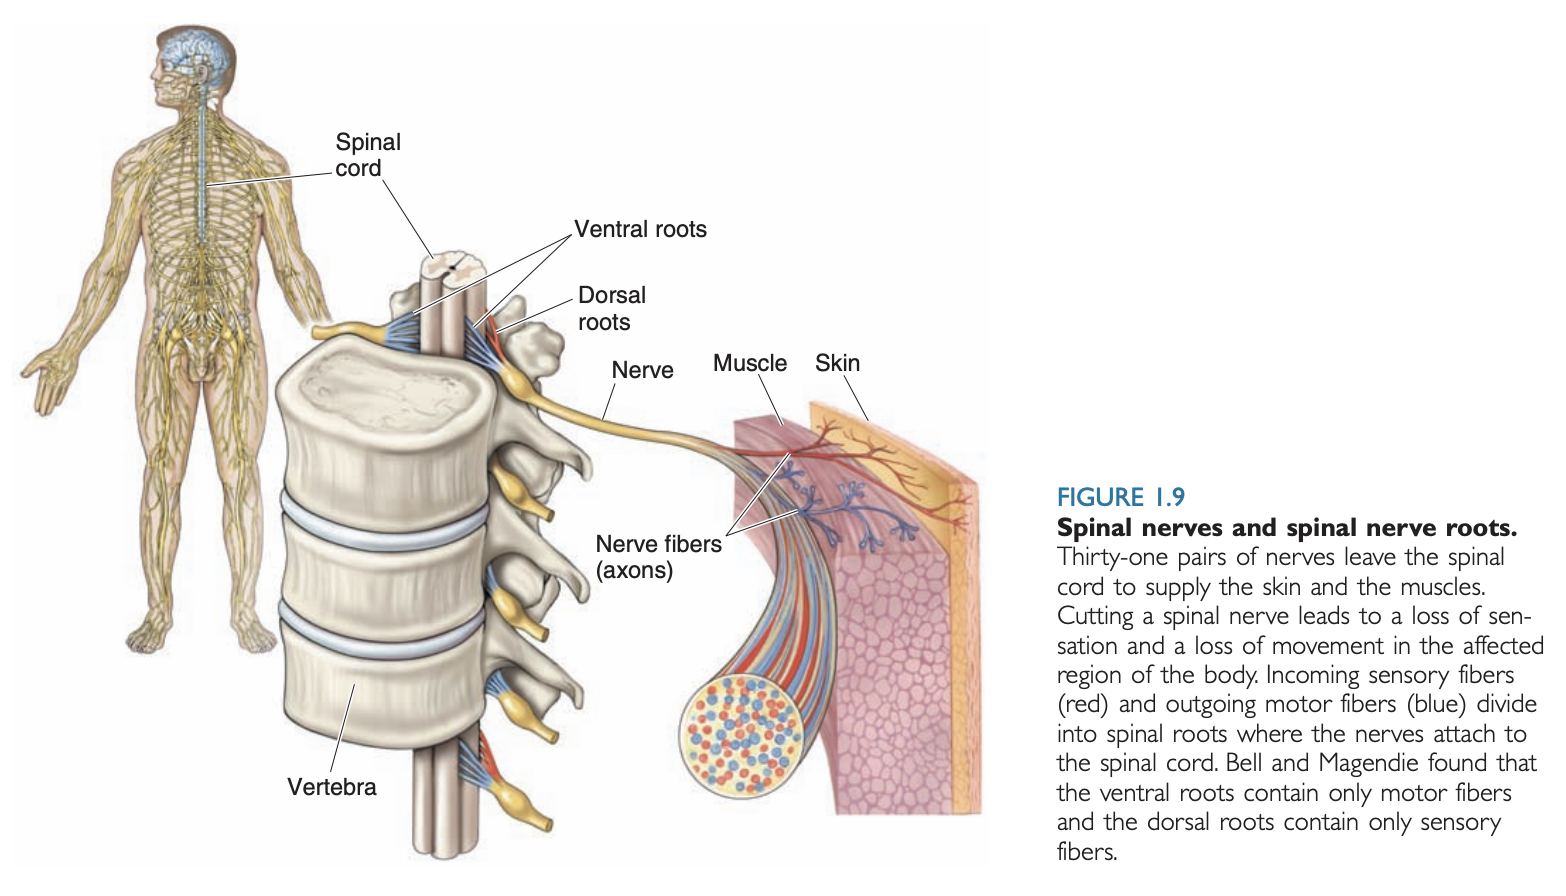 Spinal
cord
Ventral roots
Dorsal
roots
Nerve
Muscle
Skin
Nerve fibers
(axons)
Vertebra
FIGURE 1.9
Spinal nerves and spinal nerve roots.
Thirty-one pairs of nerves leave the spinal
cord to supply the skin and the muscles.
Cutting a spinal nerve leads to a loss of sen-
sation and a loss of movement in the affected
region of the body. Incoming sensory fibers
(red) and outgoing motor fibers (blue) divide
into spinal roots where the nerves attach to
the spinal cord. Bell and Magendie found that
the ventral roots contain only motor fibers
and the dorsal roots contain only sensory
fibers.